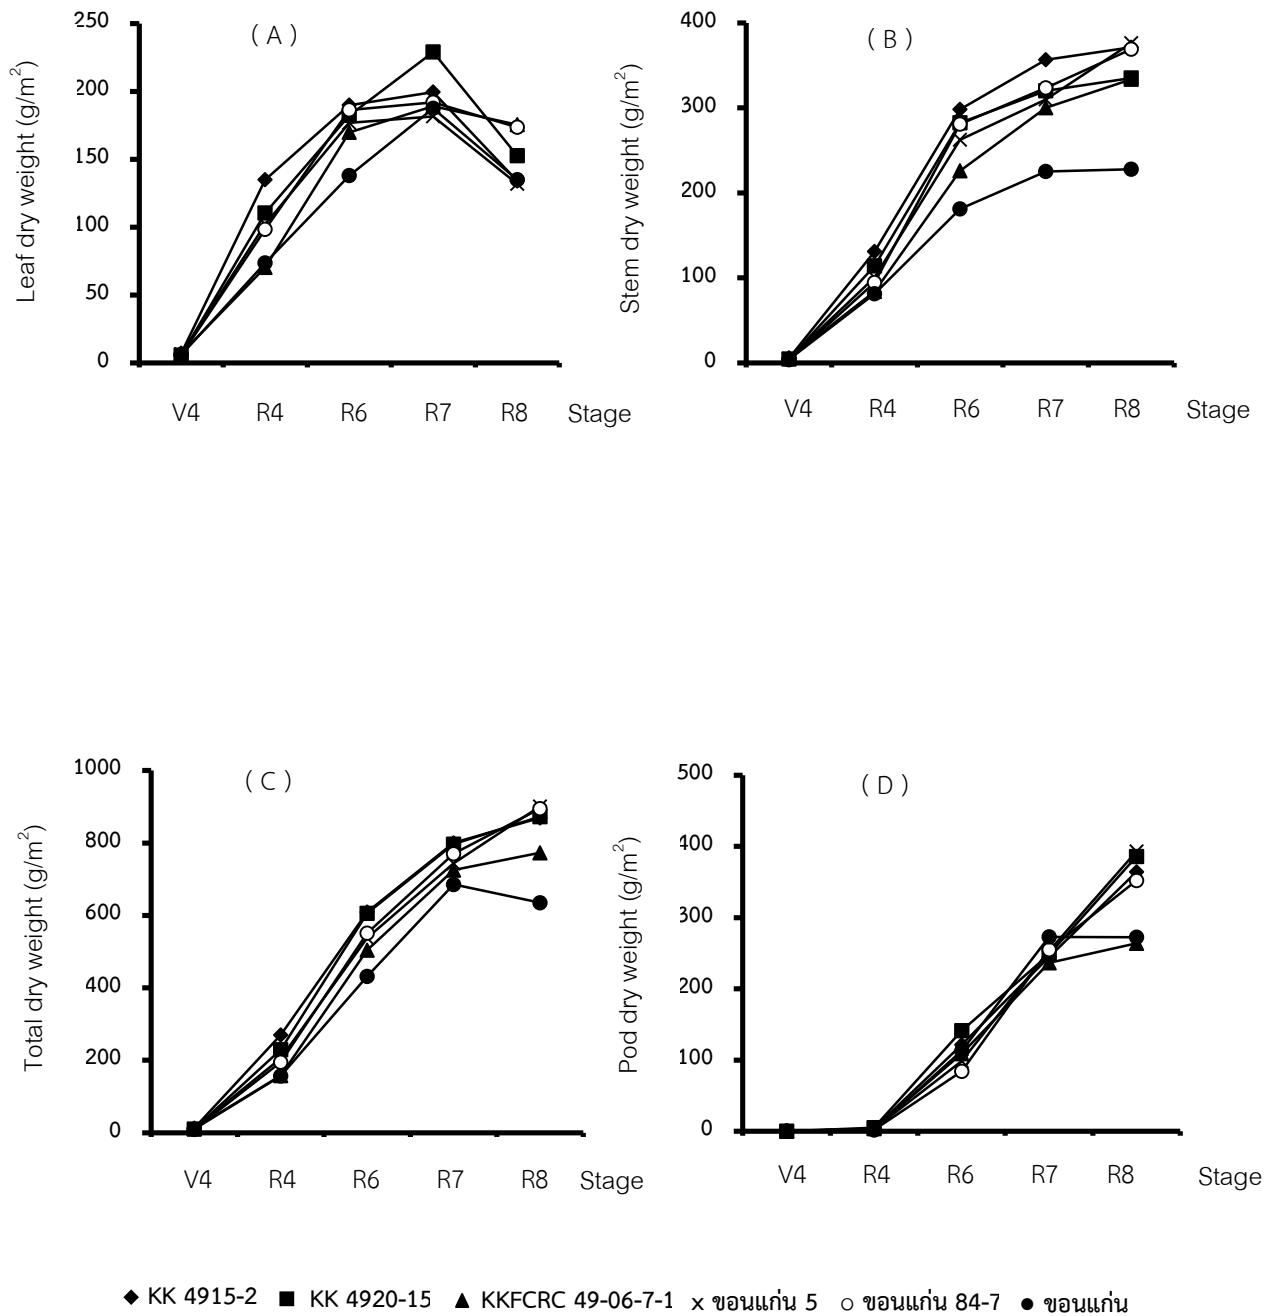 ( A )
Leaf dry weight (g/m²)
250
200
150
100
50
0
V4 R4 R6 R7 R8 Stage
( B )
Stem dry weight (g/m²)
400
300
200
100
0
V4 R4 R6 R7 R8 Stage
( C )
Total dry weight (g/m²)
1000
800
600
400
200
0
V4 R4 R6 R7 R8 Stage
( D )
Pod dry weight (g/m²)
500
400
300
200
100
0
V4 R4 R6 R7 R8 Stage
◆ KK 4915-2 ■ KK 4920-15 ▲ KKFCRC 49-06-7-1 x ขอนแก่น 5 ○ ขอนแก่น 84-7 ● ขอนแก่น